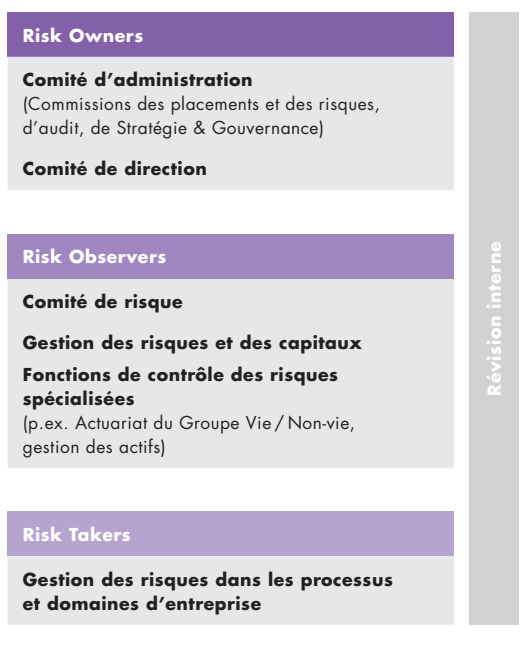 Risk Owners
Comité d’administration
(Commissions des placements et des risques,
d’audit, de Stratégie & Gouvernance)
Comité de direction
Risk Observers
Comité de risque
Gestion des risques et des capitaux
Fonctions de contrôle des risques
spécialisées
(p.ex. Actuariat du Groupe Vie / Non-vie,
gestion des actifs)
Risk Takers
Gestion des risques dans les processus
et domaines d’entreprise
Révision interne